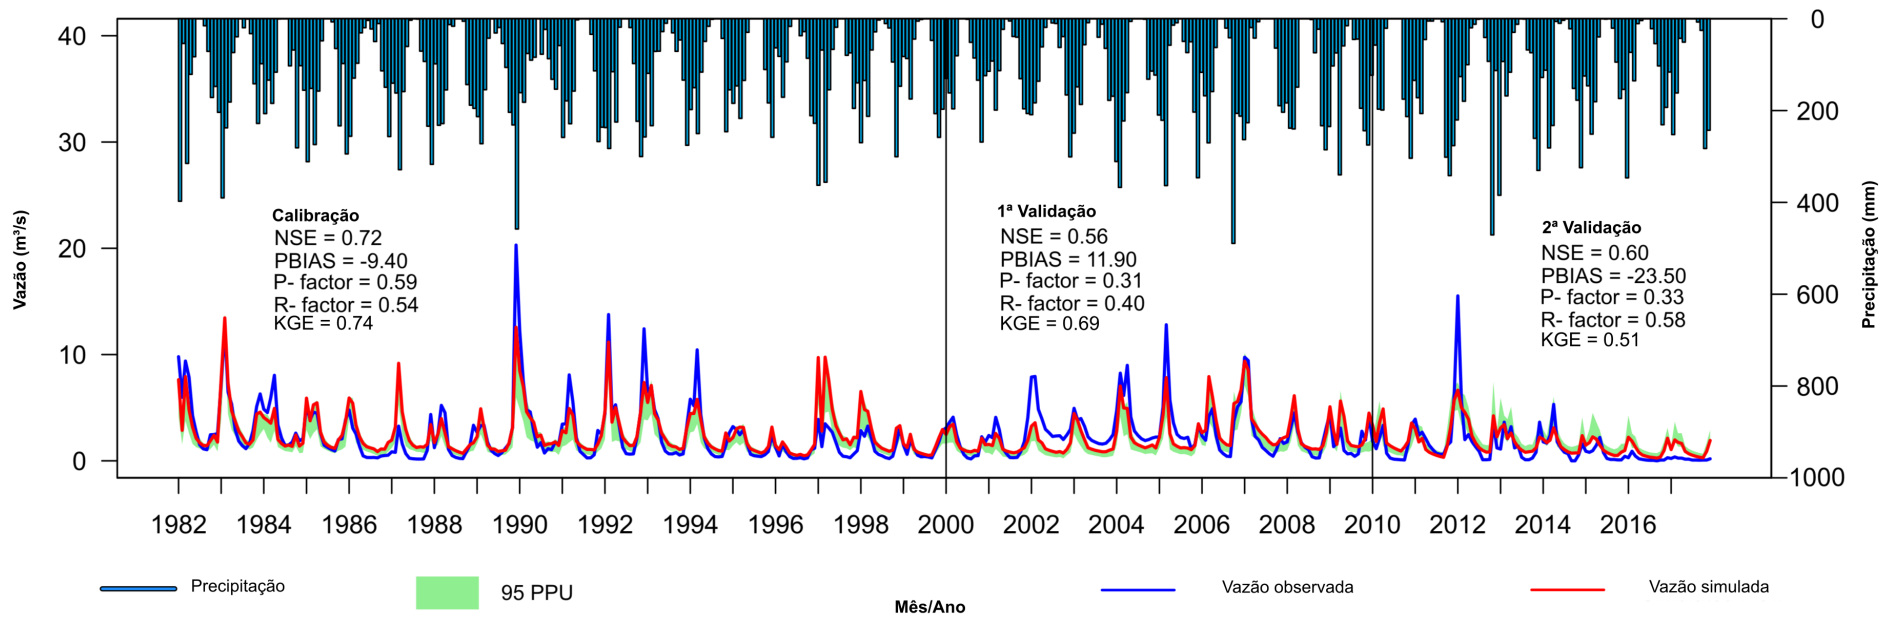 40
30
20
10
0
Vazão (m³/s)
0
200
400
600
800
1000
Precipitação (mm)
Calibração
NSE = 0.72
PBIAS = -9.40
P- factor = 0.59
R- factor = 0.54
KGE = 0.74
1ª Validação
NSE = 0.56
PBIAS = 11.90
P- factor = 0.31
R- factor = 0.40
KGE = 0.69
2ª Validação
NSE = 0.60
PBIAS = -23.50
P- factor = 0.33
R- factor = 0.58
KGE = 0.51
1982 1984 1986 1988 1990 1992 1994 1996 1998 2000 2002 2004 2006 2008 2010 2012 2014 2016
Precipitação 95 PPU Vazão observada Vazão simulada
Mês/Ano